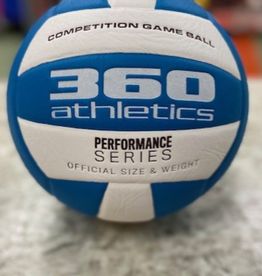 COMPETITION GAME BALL
360
athletics
PERFORMANCE
SERIES
OFFICIAL SIZE & WEIGHT